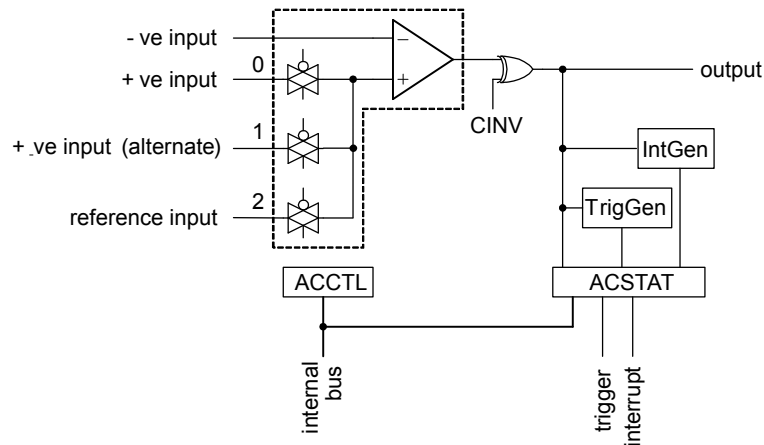 - ve input
−
+ ve input
0
+
output
CINV
+ -ve input (alternate)
1
IntGen
reference input
2
TrigGen
ACCTL
ACSTAT
internal
bus
trigger
interrupt